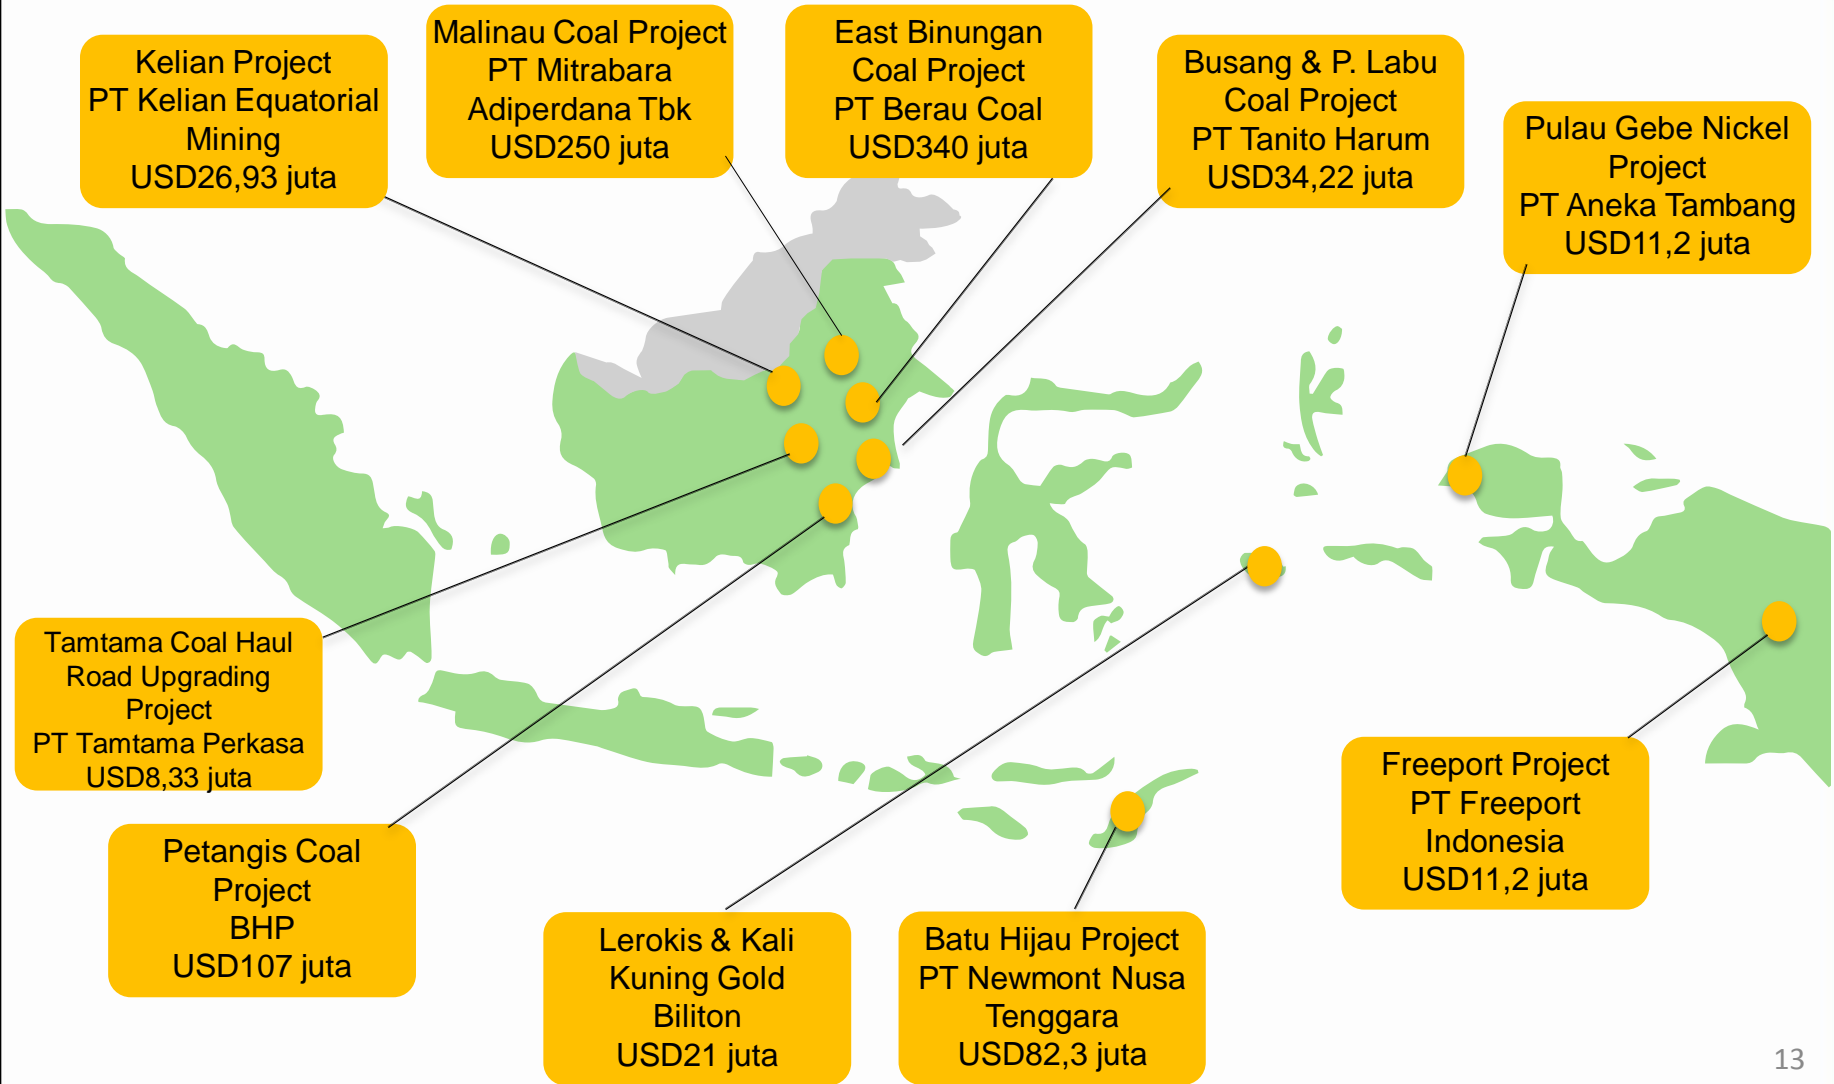 Kelian Project
PT Kelian Equatorial
Mining
USD26,93 juta
Malinau Coal Project
PT Mitrabara
Adiperdana Tbk
USD250 juta
East Binungan
Coal Project
PT Berau Coal
USD340 juta
Busang & P. Labu
Coal Project
PT Tanito Harum
USD34,22 juta
Pulau Gebe Nickel
Project
PT Aneka Tambang
USD11,2 juta
Tamtama Coal Haul
Road Upgrading
Project
PT Tamtama Perkasa
USD8,33 juta
Petangis Coal
Project
BHP
USD107 juta
Lerokis & Kali
Kuning Gold
Biliton
USD21 juta
Batu Hijau Project
PT Newmont Nusa
Tenggara
USD82,3 juta
Freeport Project
PT Freeport
Indonesia
USD11,2 juta
13